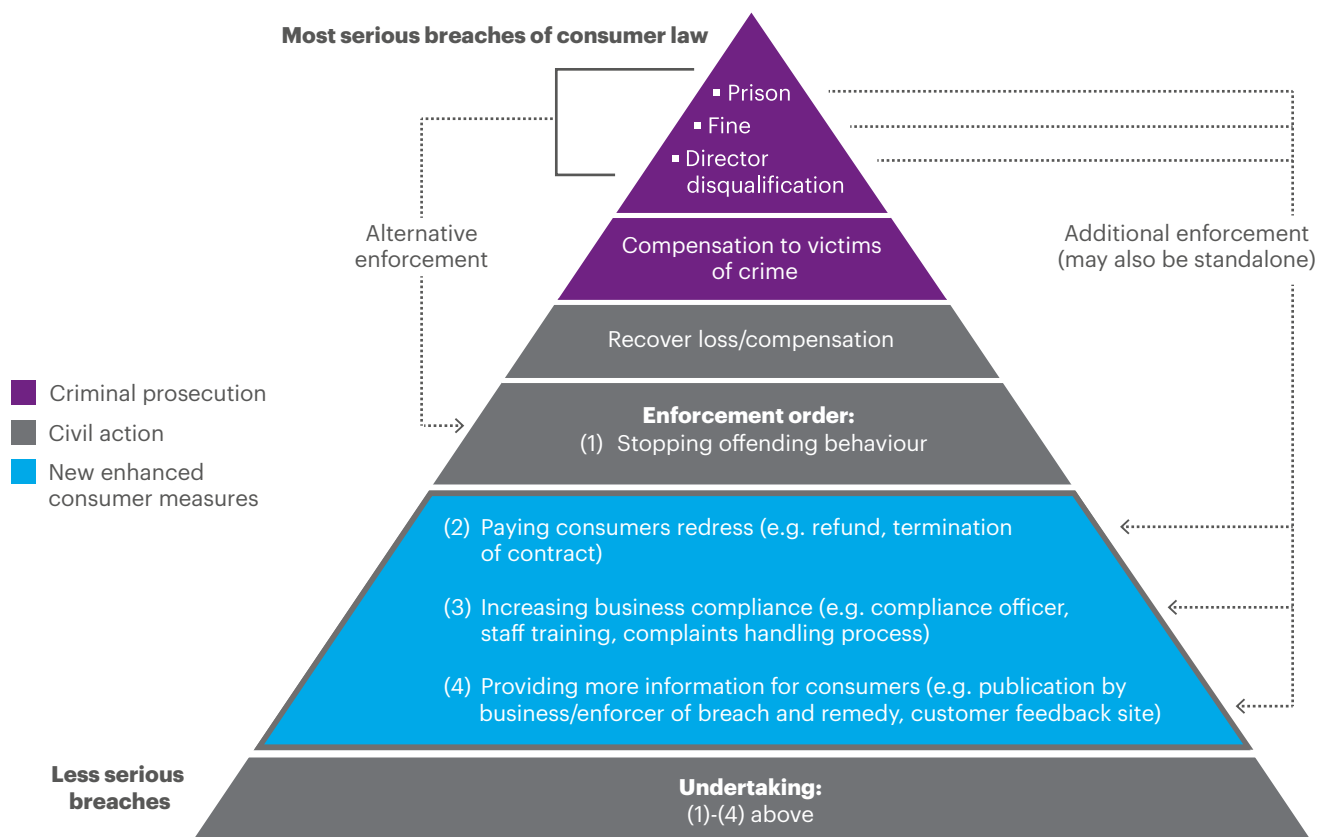 Most serious breaches of consumer law
▪ Prison
▪ Fine
▪ Director
disqualification
Alternative
enforcement
Additional enforcement
(may also be standalone)
Compensation to victims
of crime
Recover loss/compensation
Criminal prosecution
Civil action
New enhanced
consumer measures
Enforcement order:
(1) Stopping offending behaviour
(2) Paying consumers redress (e.g. refund, termination
of contract)
(3) Increasing business compliance (e.g. compliance officer,
staff training, complaints handling process)
(4) Providing more information for consumers (e.g. publication by
business/enforcer of breach and remedy, customer feedback site)
Less serious
breaches
Undertaking:
(1)-(4) above